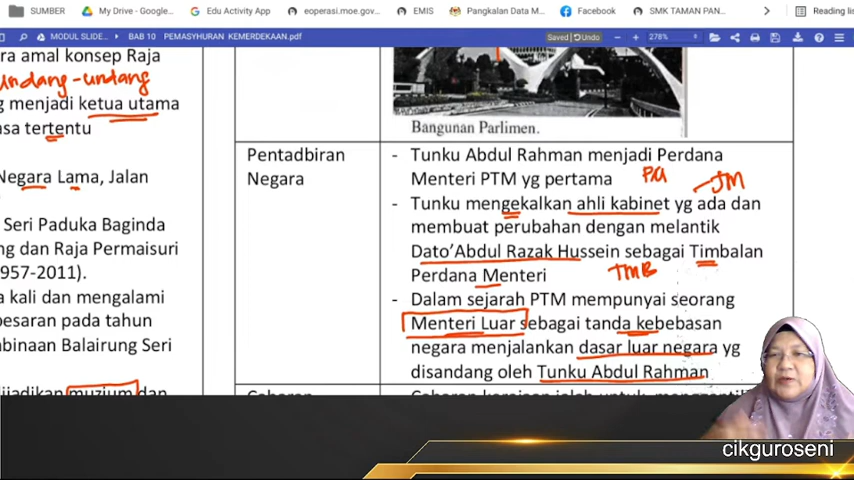 SUMBER
My Drive – Googl...
Edu Activity App
eoperasi.moe.gov...
EMIS
Pangkalan Data M...
Facebook
SMK TAMAN PAN...
Reading lis
MODUL SLIDE...
BAB 10 PEMASYHURAN KEMERDEKAAN.pdf
Saved
Undo
278%
ra amal konsep Raja
undang-undang
g menjadi ketua utama
asa tertentu
Negara Lama, Jalan
Seri Paduka Baginda
ng dan Raja Permaisuri
1957-2011).
a kali dan mengalami
besaran pada tahun
binaan Balairung Seri
dijadikan muzium dan
Bangunan Parlimen.
Pentadbiran
Negara
- Tunku Abdul Rahman menjadi Perdana
Menteri PTM yg pertama
- Tunku mengekalkan ahli kabinet yg ada dan
JM
membuat perubahan dengan melantik
Dato'Abdul Razak Hussein sebagai Timbalan
Perdana Menteri
- Dalam sejarah PTM mempunyai seorang
Menteri Luar sebagai tanda kebebasan
negara menjalankan dasar luar negara yg
disandang oleh Tunku Abdul Rahman
cikguroseni